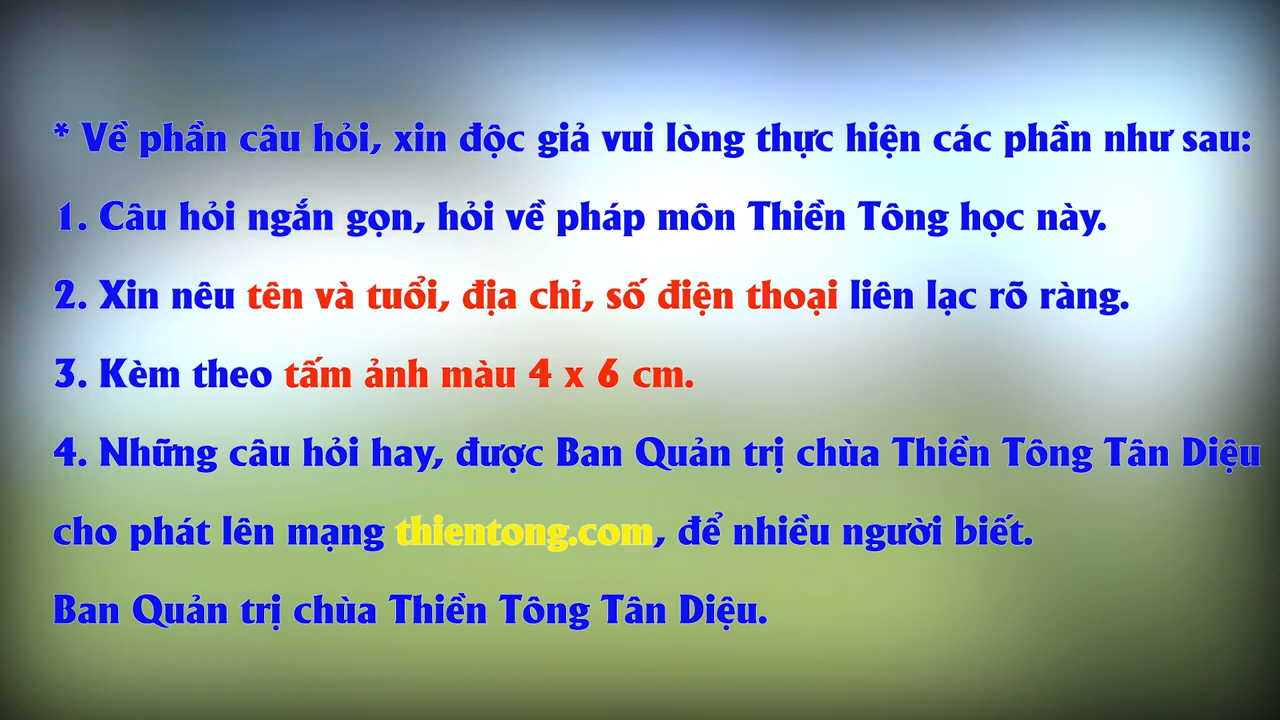 * Về phần câu hỏi, xin độc giả vui lòng thực hiện các phần như sau:
1. Câu hỏi ngắn gọn, hỏi về pháp môn Thiền Tông học này.
2. Xin nêu tên và tuổi, địa chỉ, số điện thoại liên lạc rõ ràng.
3. Kèm theo tấm ảnh màu 4 x 6 cm.
4. Những câu hỏi hay, được Ban Quản trị chùa Thiền Tông Tân Diệu
cho phát lên mạng thientong.com, để nhiều người biết.
Ban Quản trị chùa Thiền Tông Tân Diệu.